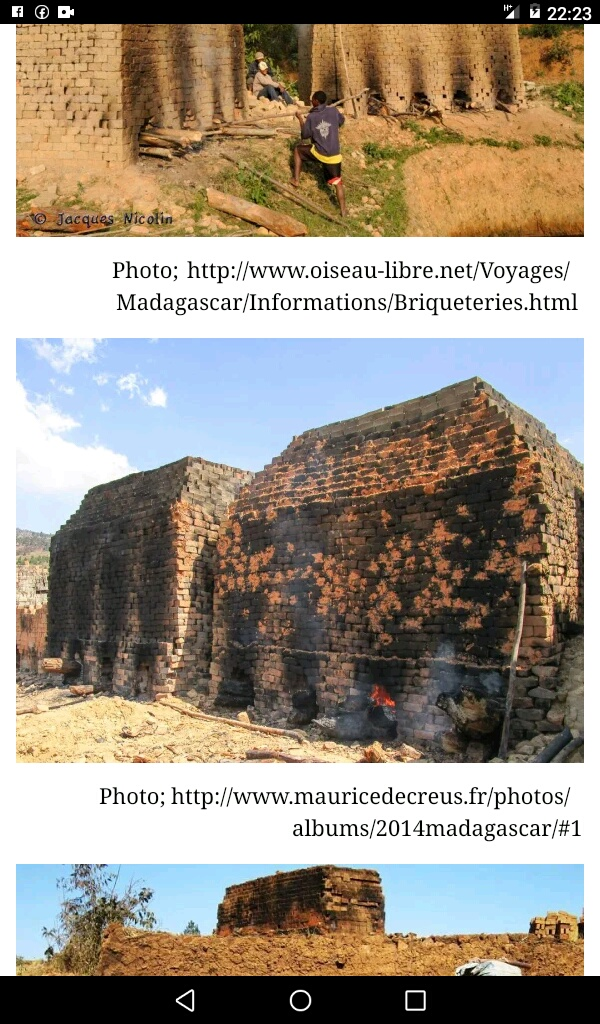 H+
22:23
© Jacques Nicolin
Photo; http://www.oiseau-libre.net/Voyages/
Madagascar/Informations/Briqueteries.html
Photo; http://www.mauricedecreus.fr/photos/
albums/2014madagascar/#1